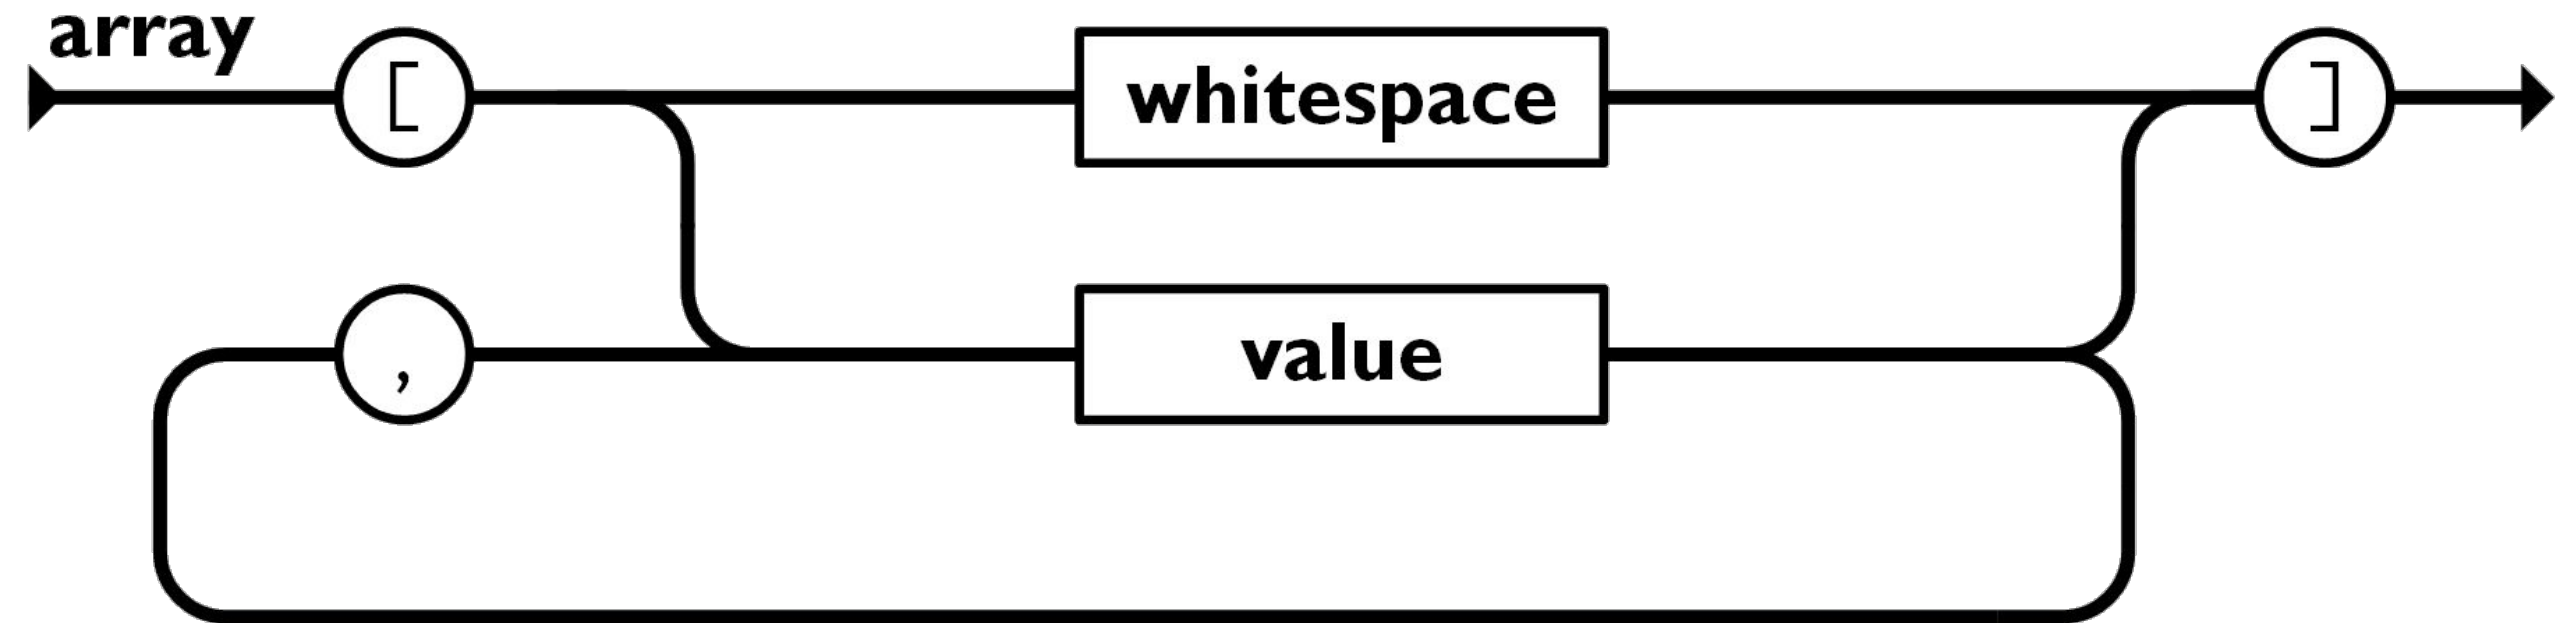 array
[ whitespace ]
, value